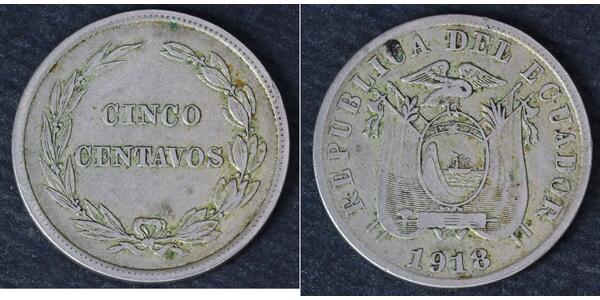 CINCO
CENTAVOS
REPUBLICA DEL ECUADOR
1918